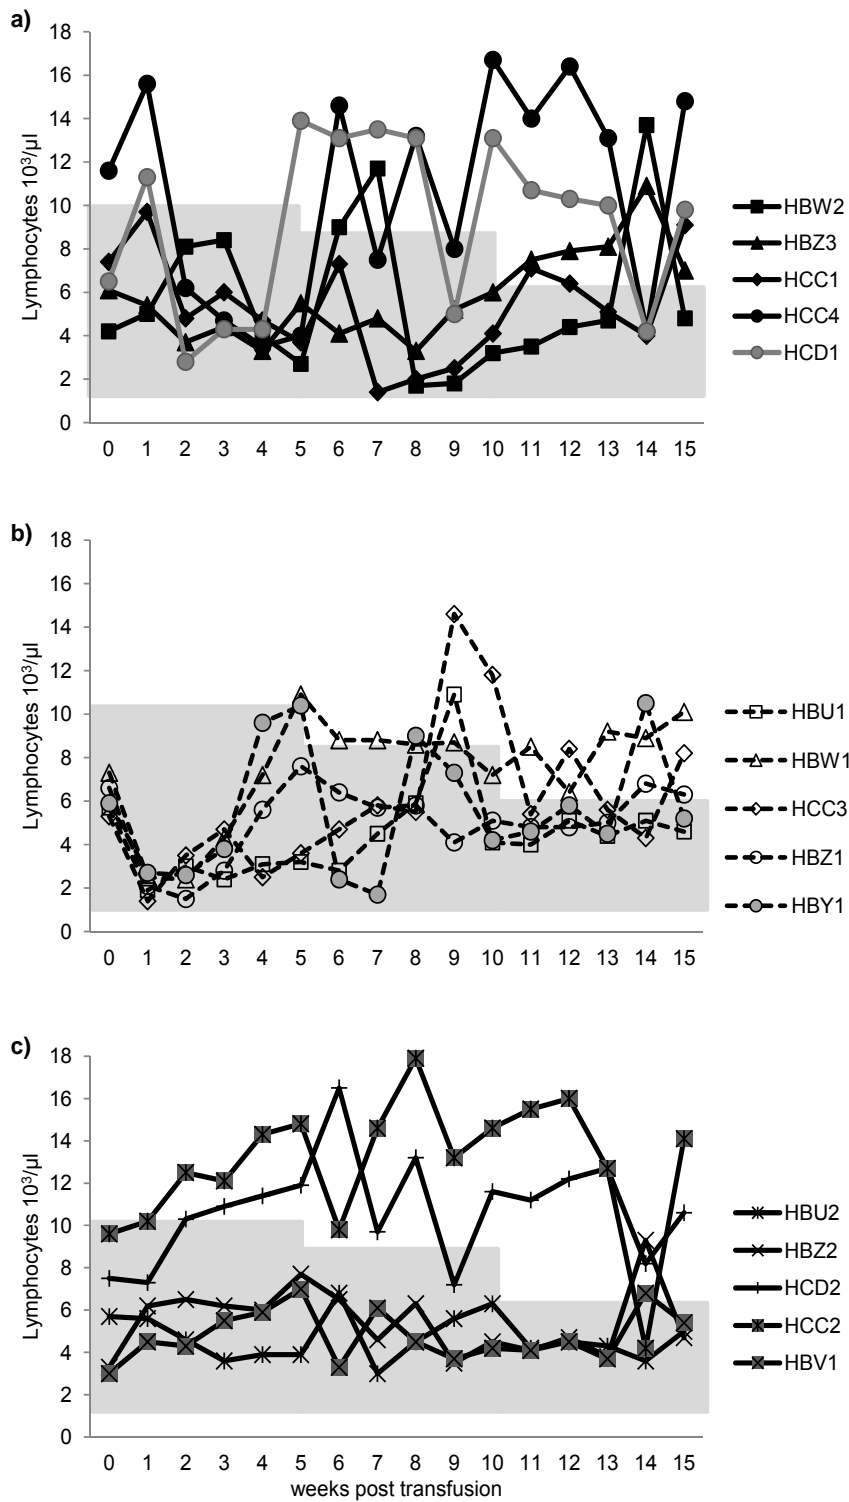 a)
Lymphocytes 10³/µl
18
16
14
12
10
8
6
4
2
0
0 1 2 3 4 5 6 7 8 9 10 11 12 13 14 15
HBW2
HBZ3
HCC1
HCC4
HCD1
b)
Lymphocytes 10³/µl
18
16
14
12
10
8
6
4
2
0
0 1 2 3 4 5 6 7 8 9 10 11 12 13 14 15
HBU1
HBW1
HCC3
HBZ1
HBY1
c)
Lymphocytes 10³/µl
18
16
14
12
10
8
6
4
2
0
0 1 2 3 4 5 6 7 8 9 10 11 12 13 14 15
weeks post transfusion
HBU2
HBZ2
HCD2
HCC2
HBV1